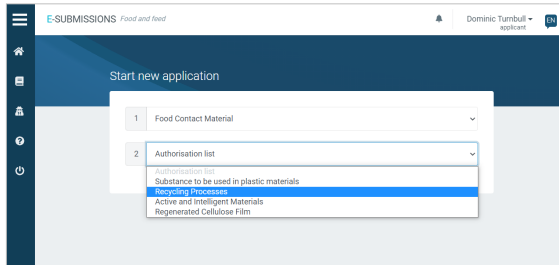 E-SUBMISSIONS Food and feed
Dominic Turnbull
applicant
EN
Start new application
1 Food Contact Material
2 Authorisation list
Authorisation list
Substance to be used in plastic materials
Recycling Processes
Active and Intelligent Materials
Regenerated Cellulose Film